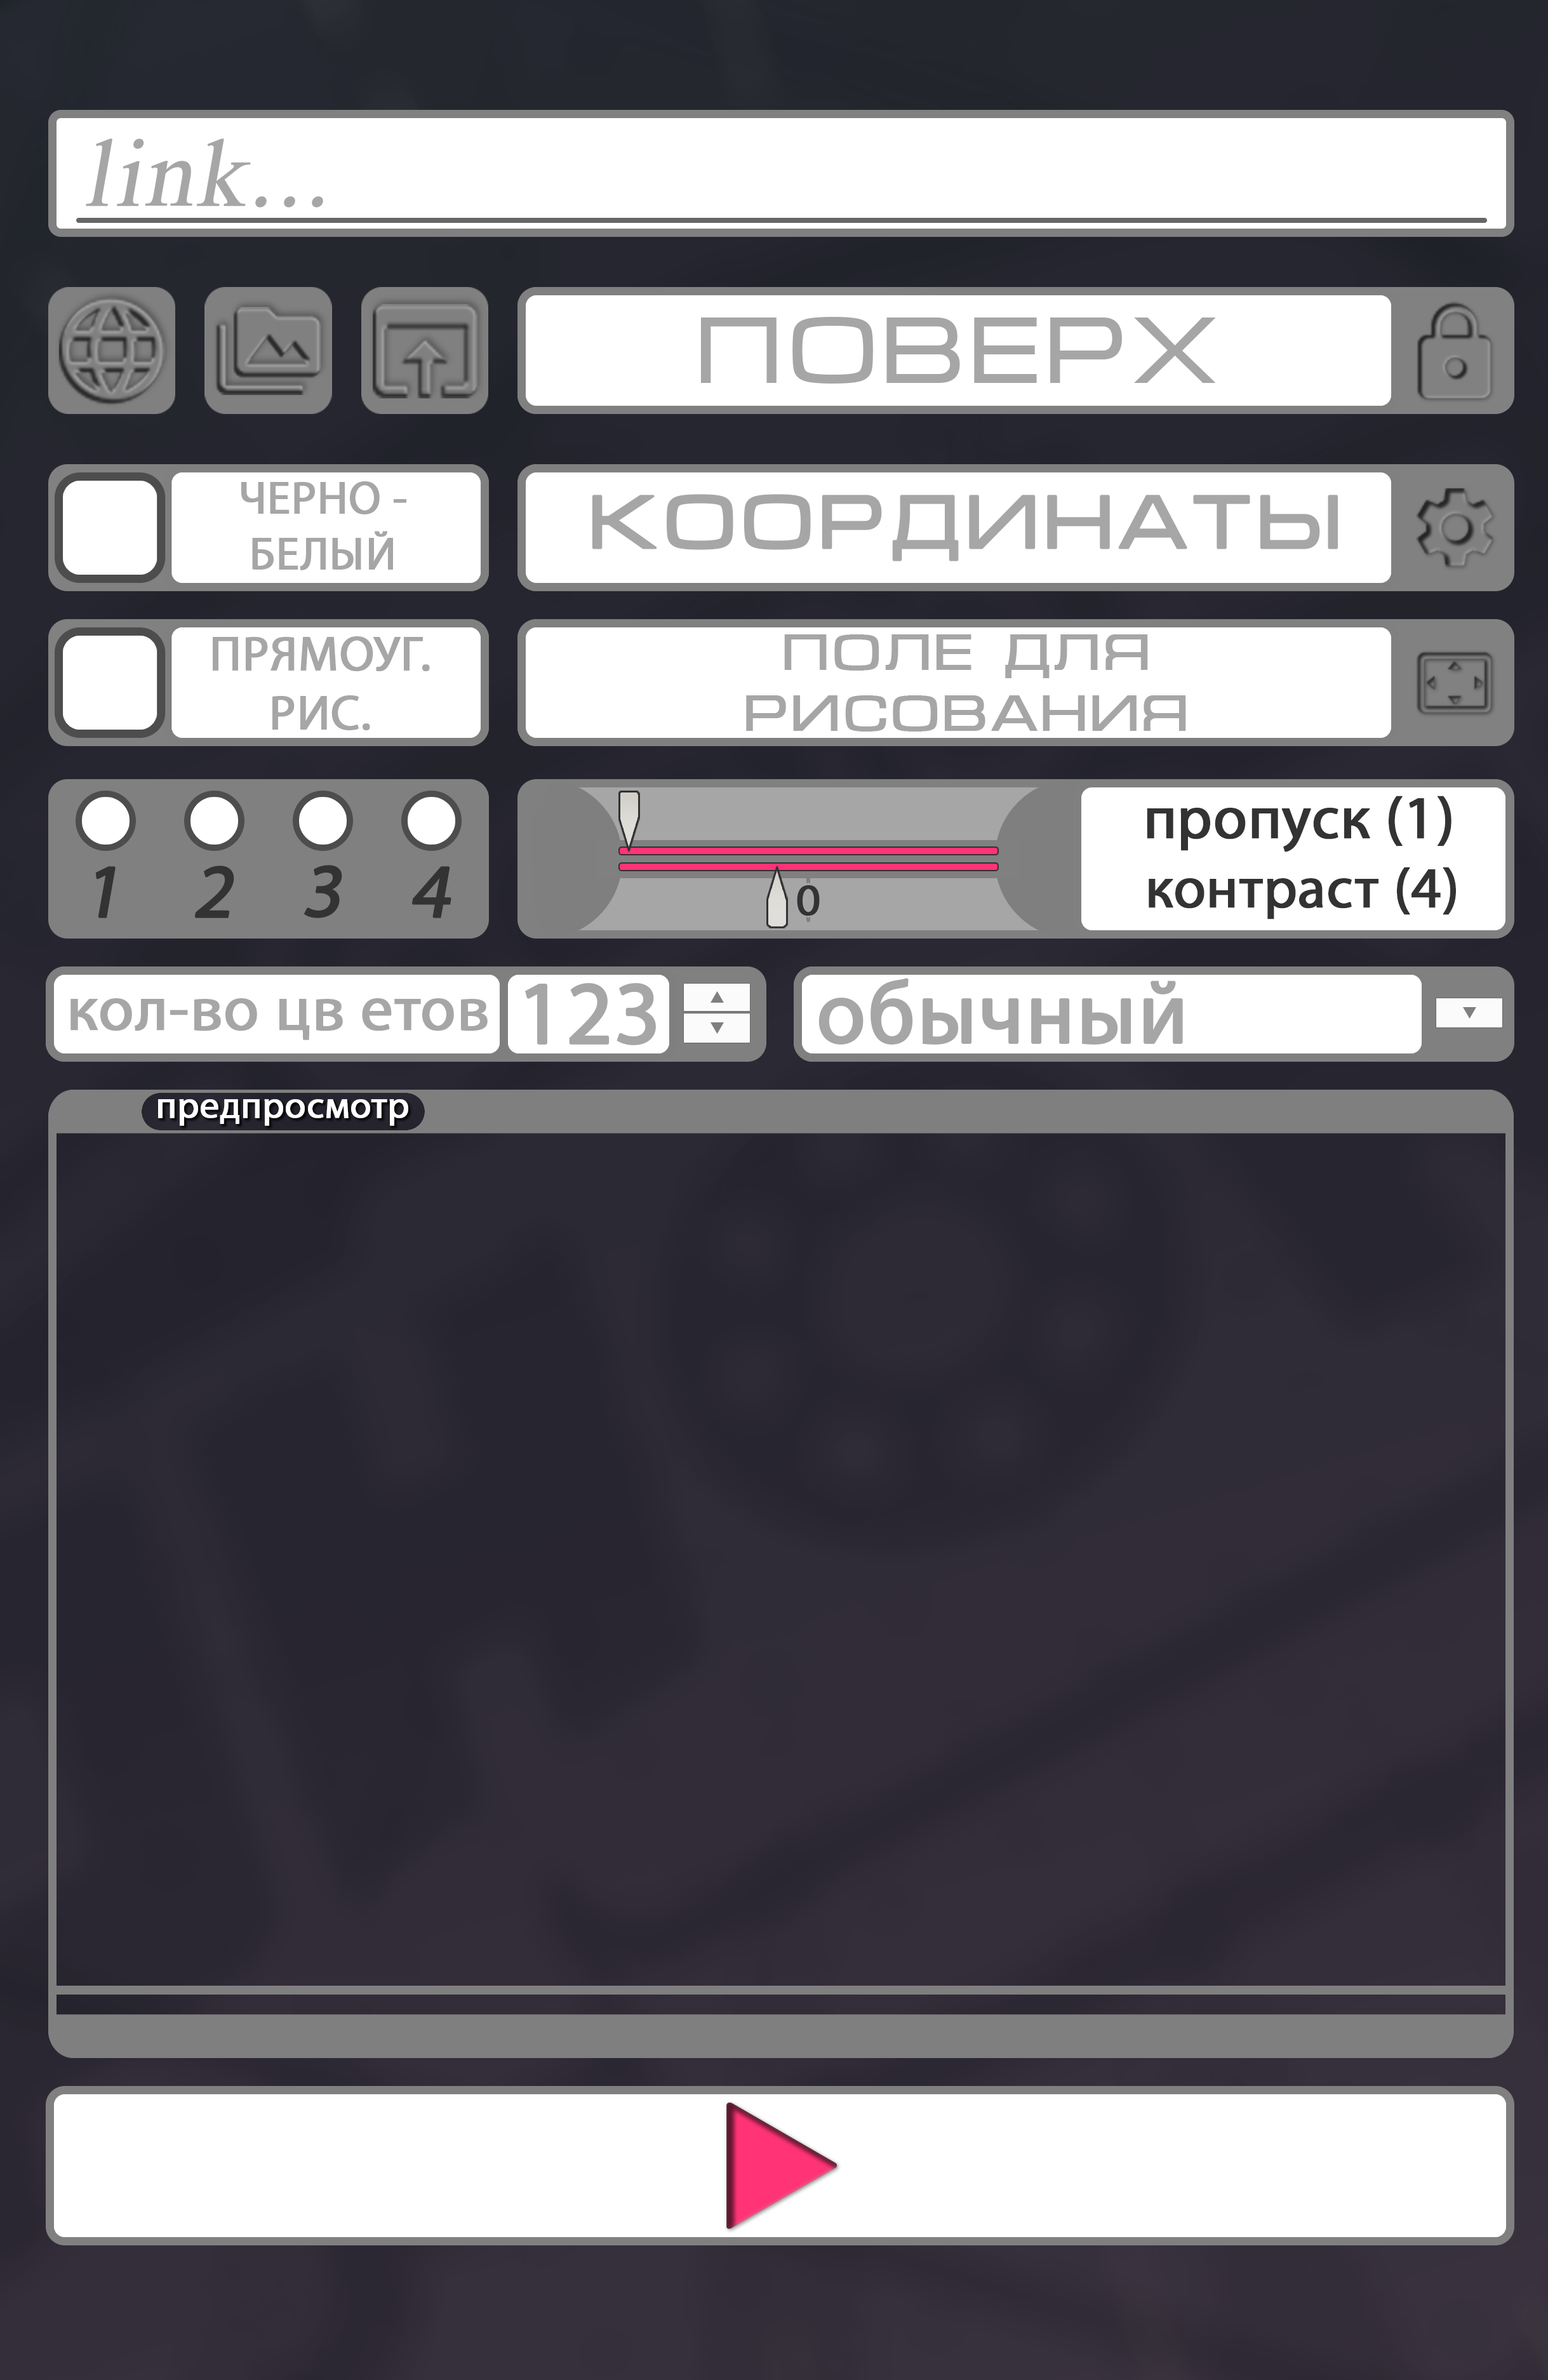 link...
ПОВЕРХ
ЧЕРНО -
БЕЛЫЙ
КООРДИНАТЫ
ПРЯМОУГ.
РИС.
ПОЛЕ ДЛЯ
РИСОВАНИЯ
1 2 3 4
0
пропуск (1)
контраст (4)
кол-во цв етов
123
обычный
предпросмотр